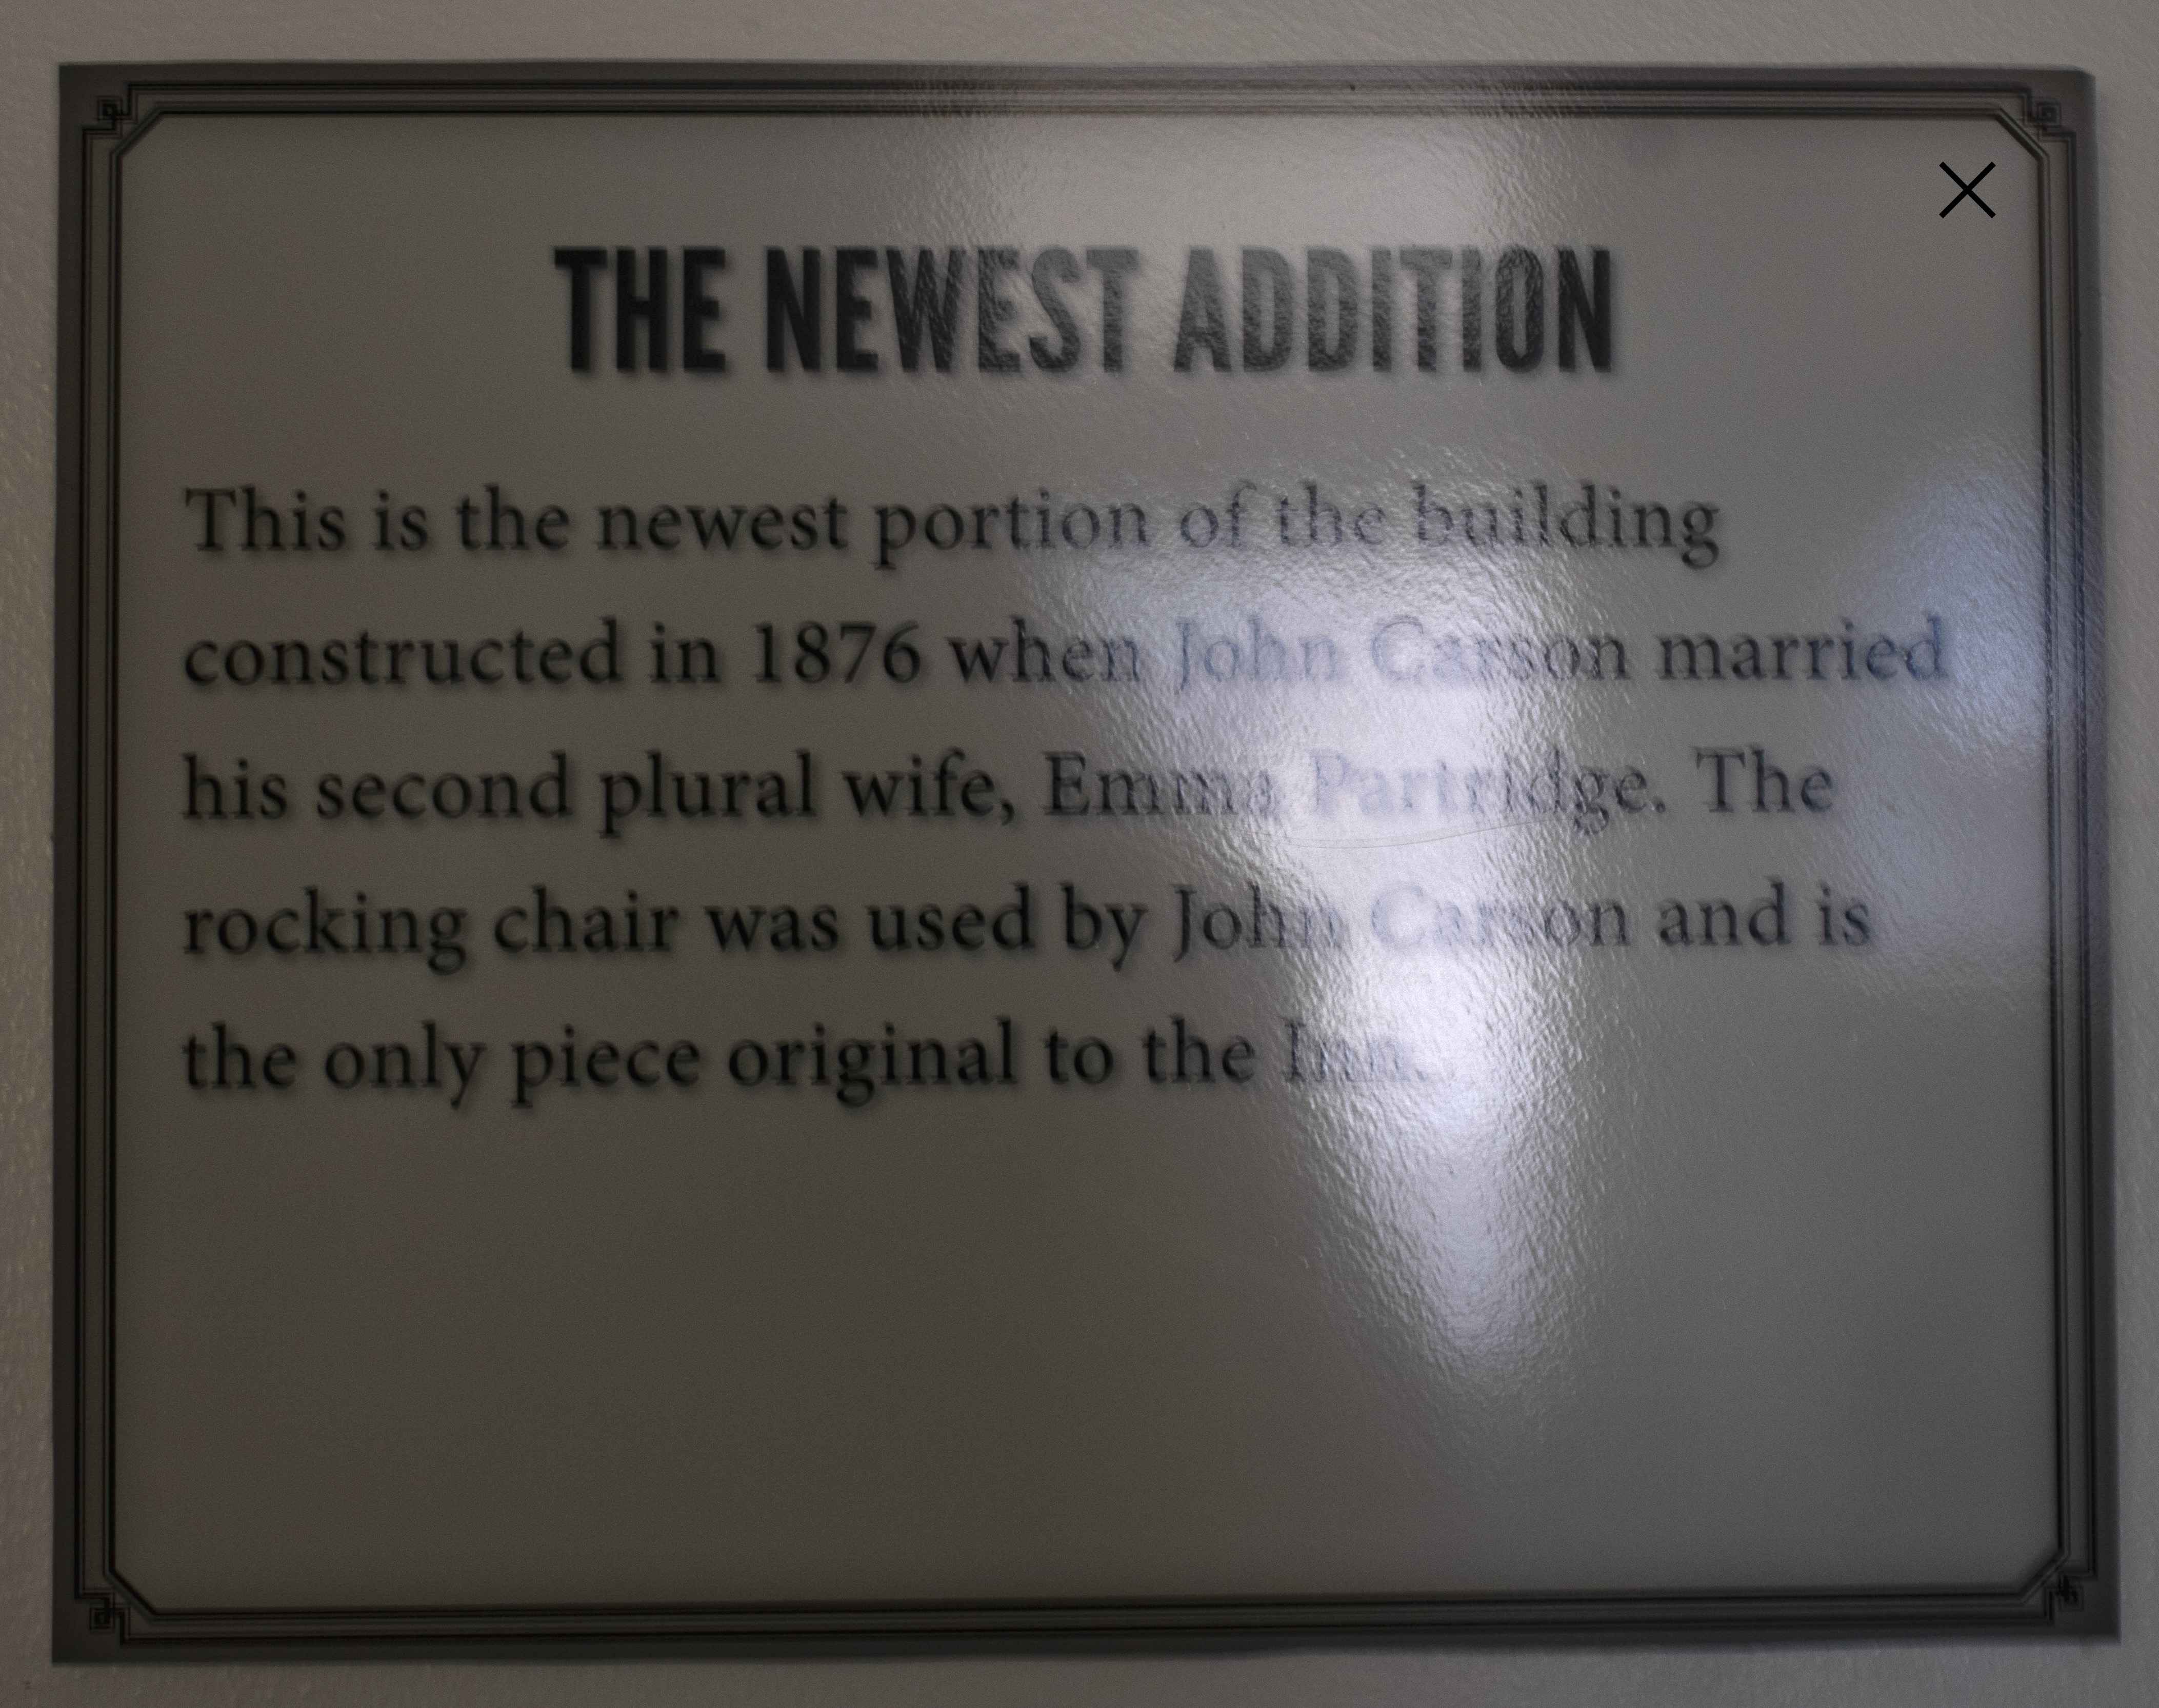 THE NEWEST ADDITION
This is the newest portion of the building
constructed in 1876 when John Carson married
his second plural wife, Emma Partridge. The
rocking chair was used by John Carson and is
the only piece original to the Inn.